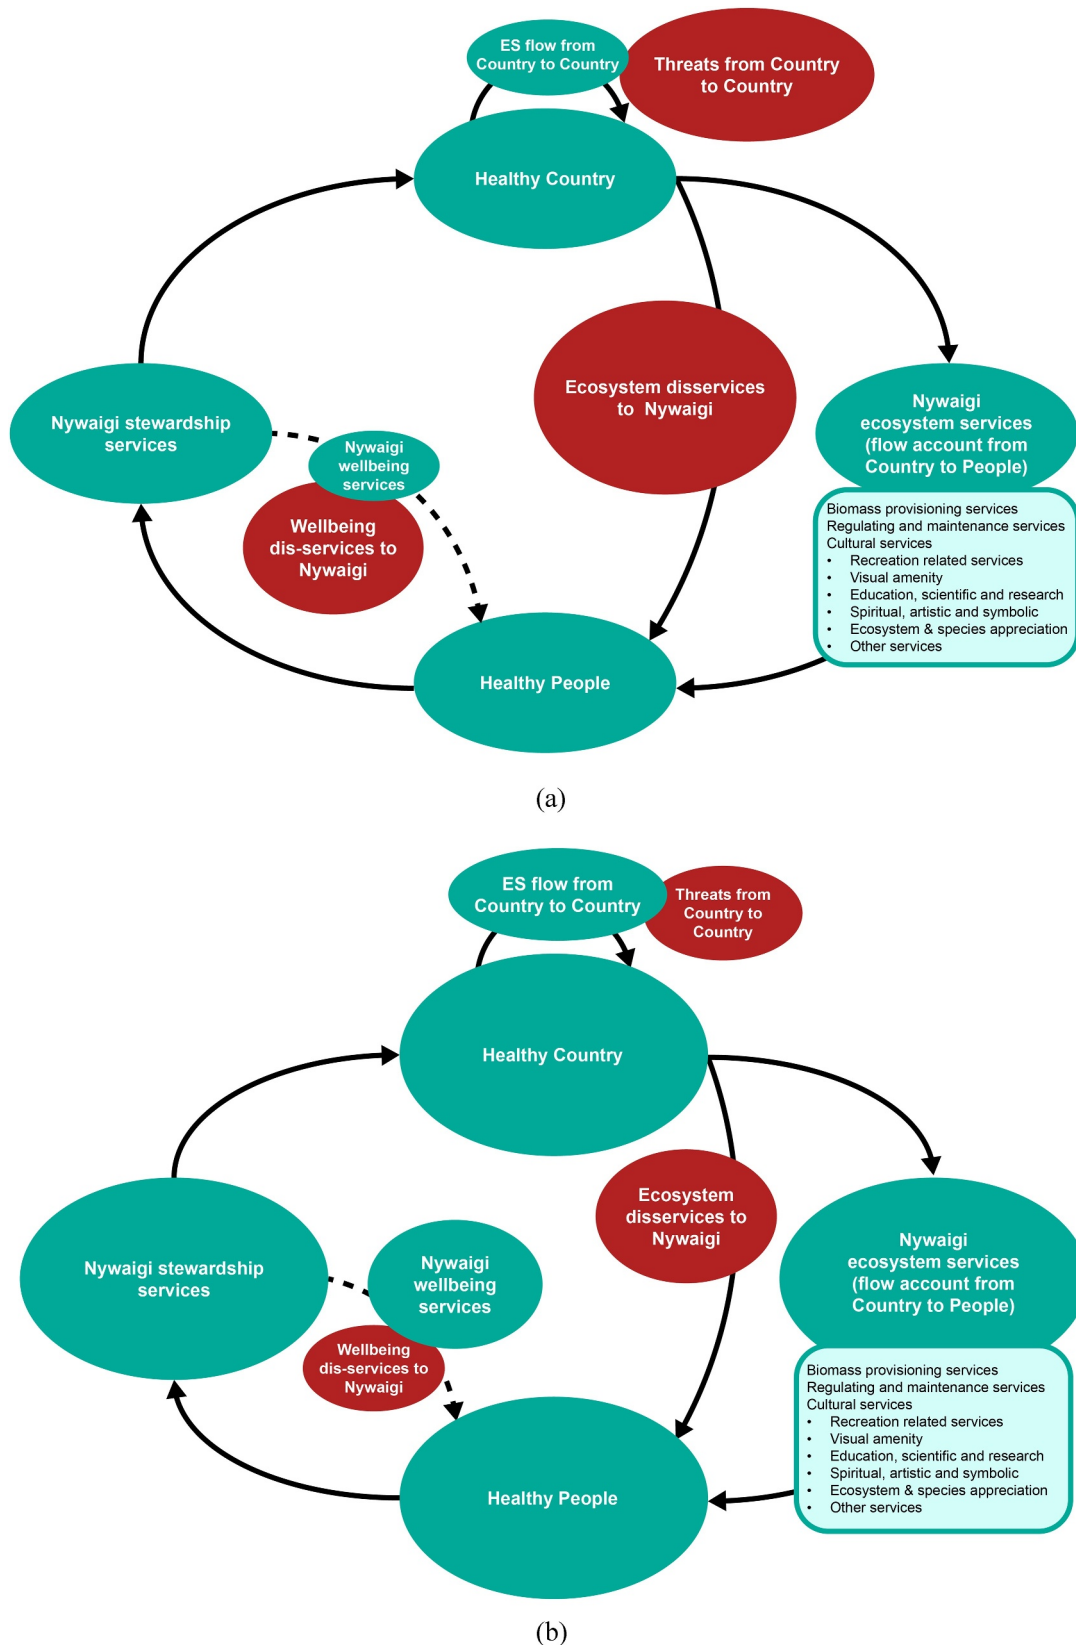 ES flow from
Country to Country
Threats from Country
to Country
Healthy Country
Ecosystem disservices
to Nywaigi
Nywaigi
ecosystem services
(flow account from
Country to People)
Nywaigi stewardship
services
Nywaigi
wellbeing
services
Wellbeing
dis-services to
Nywaigi
Biomass provisioning services
Regulating and maintenance services
Cultural services
• Recreation related services
• Visual amenity
• Education, scientific and research
• Spiritual, artistic and symbolic
• Ecosystem & species appreciation
• Other services
Healthy People
(a)
ES flow from
Country to Country
Threats from
Country to
Country
Healthy Country
Ecosystem
disservices to
Nywaigi
Nywaigi
ecosystem services
(flow account from
Country to People)
Nywaigi stewardship
services
Nywaigi
wellbeing
services
Wellbeing
dis-services to
Nywaigi
Biomass provisioning services
Regulating and maintenance services
Cultural services
• Recreation related services
• Visual amenity
• Education, scientific and research
• Spiritual, artistic and symbolic
• Ecosystem & species appreciation
• Other services
Healthy People
(b)